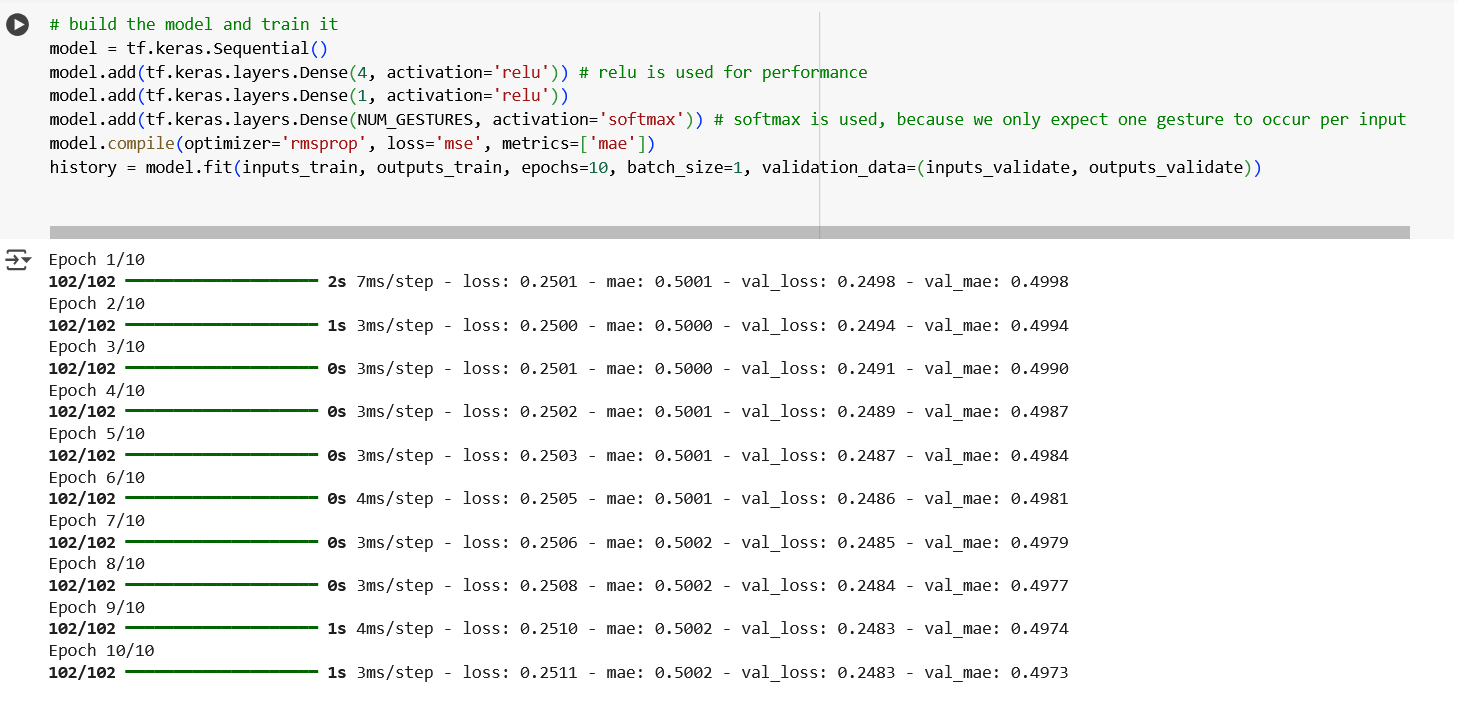 # build the model and train it
model = tf.keras.Sequential()
model.add(tf.keras.layers.Dense(4, activation='relu')) # relu is used for performance
model.add(tf.keras.layers.Dense(1, activation='relu'))
model.add(tf.keras.layers.Dense(NUM_GESTURES, activation='softmax')) # softmax is used, because we only expect one gesture to occur per input
model.compile(optimizer='rmsprop', loss='mse', metrics=['mae'])
history = model.fit(inputs_train, outputs_train, epochs=10, batch_size=1, validation_data=(inputs_validate, outputs_validate))
Epoch 1/10
102/102 2s 7ms/step - loss: 0.2501 - mae: 0.5001 - val_loss: 0.2498 - val_mae: 0.4998
Epoch 2/10
102/102 1s 3ms/step - loss: 0.2500 - mae: 0.5000 - val_loss: 0.2494 - val_mae: 0.4994
Epoch 3/10
102/102 0s 3ms/step - loss: 0.2501 - mae: 0.5000 - val_loss: 0.2491 - val_mae: 0.4990
Epoch 4/10
102/102 0s 3ms/step - loss: 0.2502 - mae: 0.5001 - val_loss: 0.2489 - val_mae: 0.4987
Epoch 5/10
102/102 0s 3ms/step - loss: 0.2503 - mae: 0.5001 - val_loss: 0.2487 - val_mae: 0.4984
Epoch 6/10
102/102 0s 4ms/step - loss: 0.2505 - mae: 0.5001 - val_loss: 0.2486 - val_mae: 0.4981
Epoch 7/10
102/102 0s 3ms/step - loss: 0.2506 - mae: 0.5002 - val_loss: 0.2485 - val_mae: 0.4979
Epoch 8/10
102/102 0s 3ms/step - loss: 0.2508 - mae: 0.5002 - val_loss: 0.2484 - val_mae: 0.4977
Epoch 9/10
102/102 1s 4ms/step - loss: 0.2510 - mae: 0.5002 - val_loss: 0.2483 - val_mae: 0.4974
Epoch 10/10
102/102 1s 3ms/step - loss: 0.2511 - mae: 0.5002 - val_loss: 0.2483 - val_mae: 0.4973